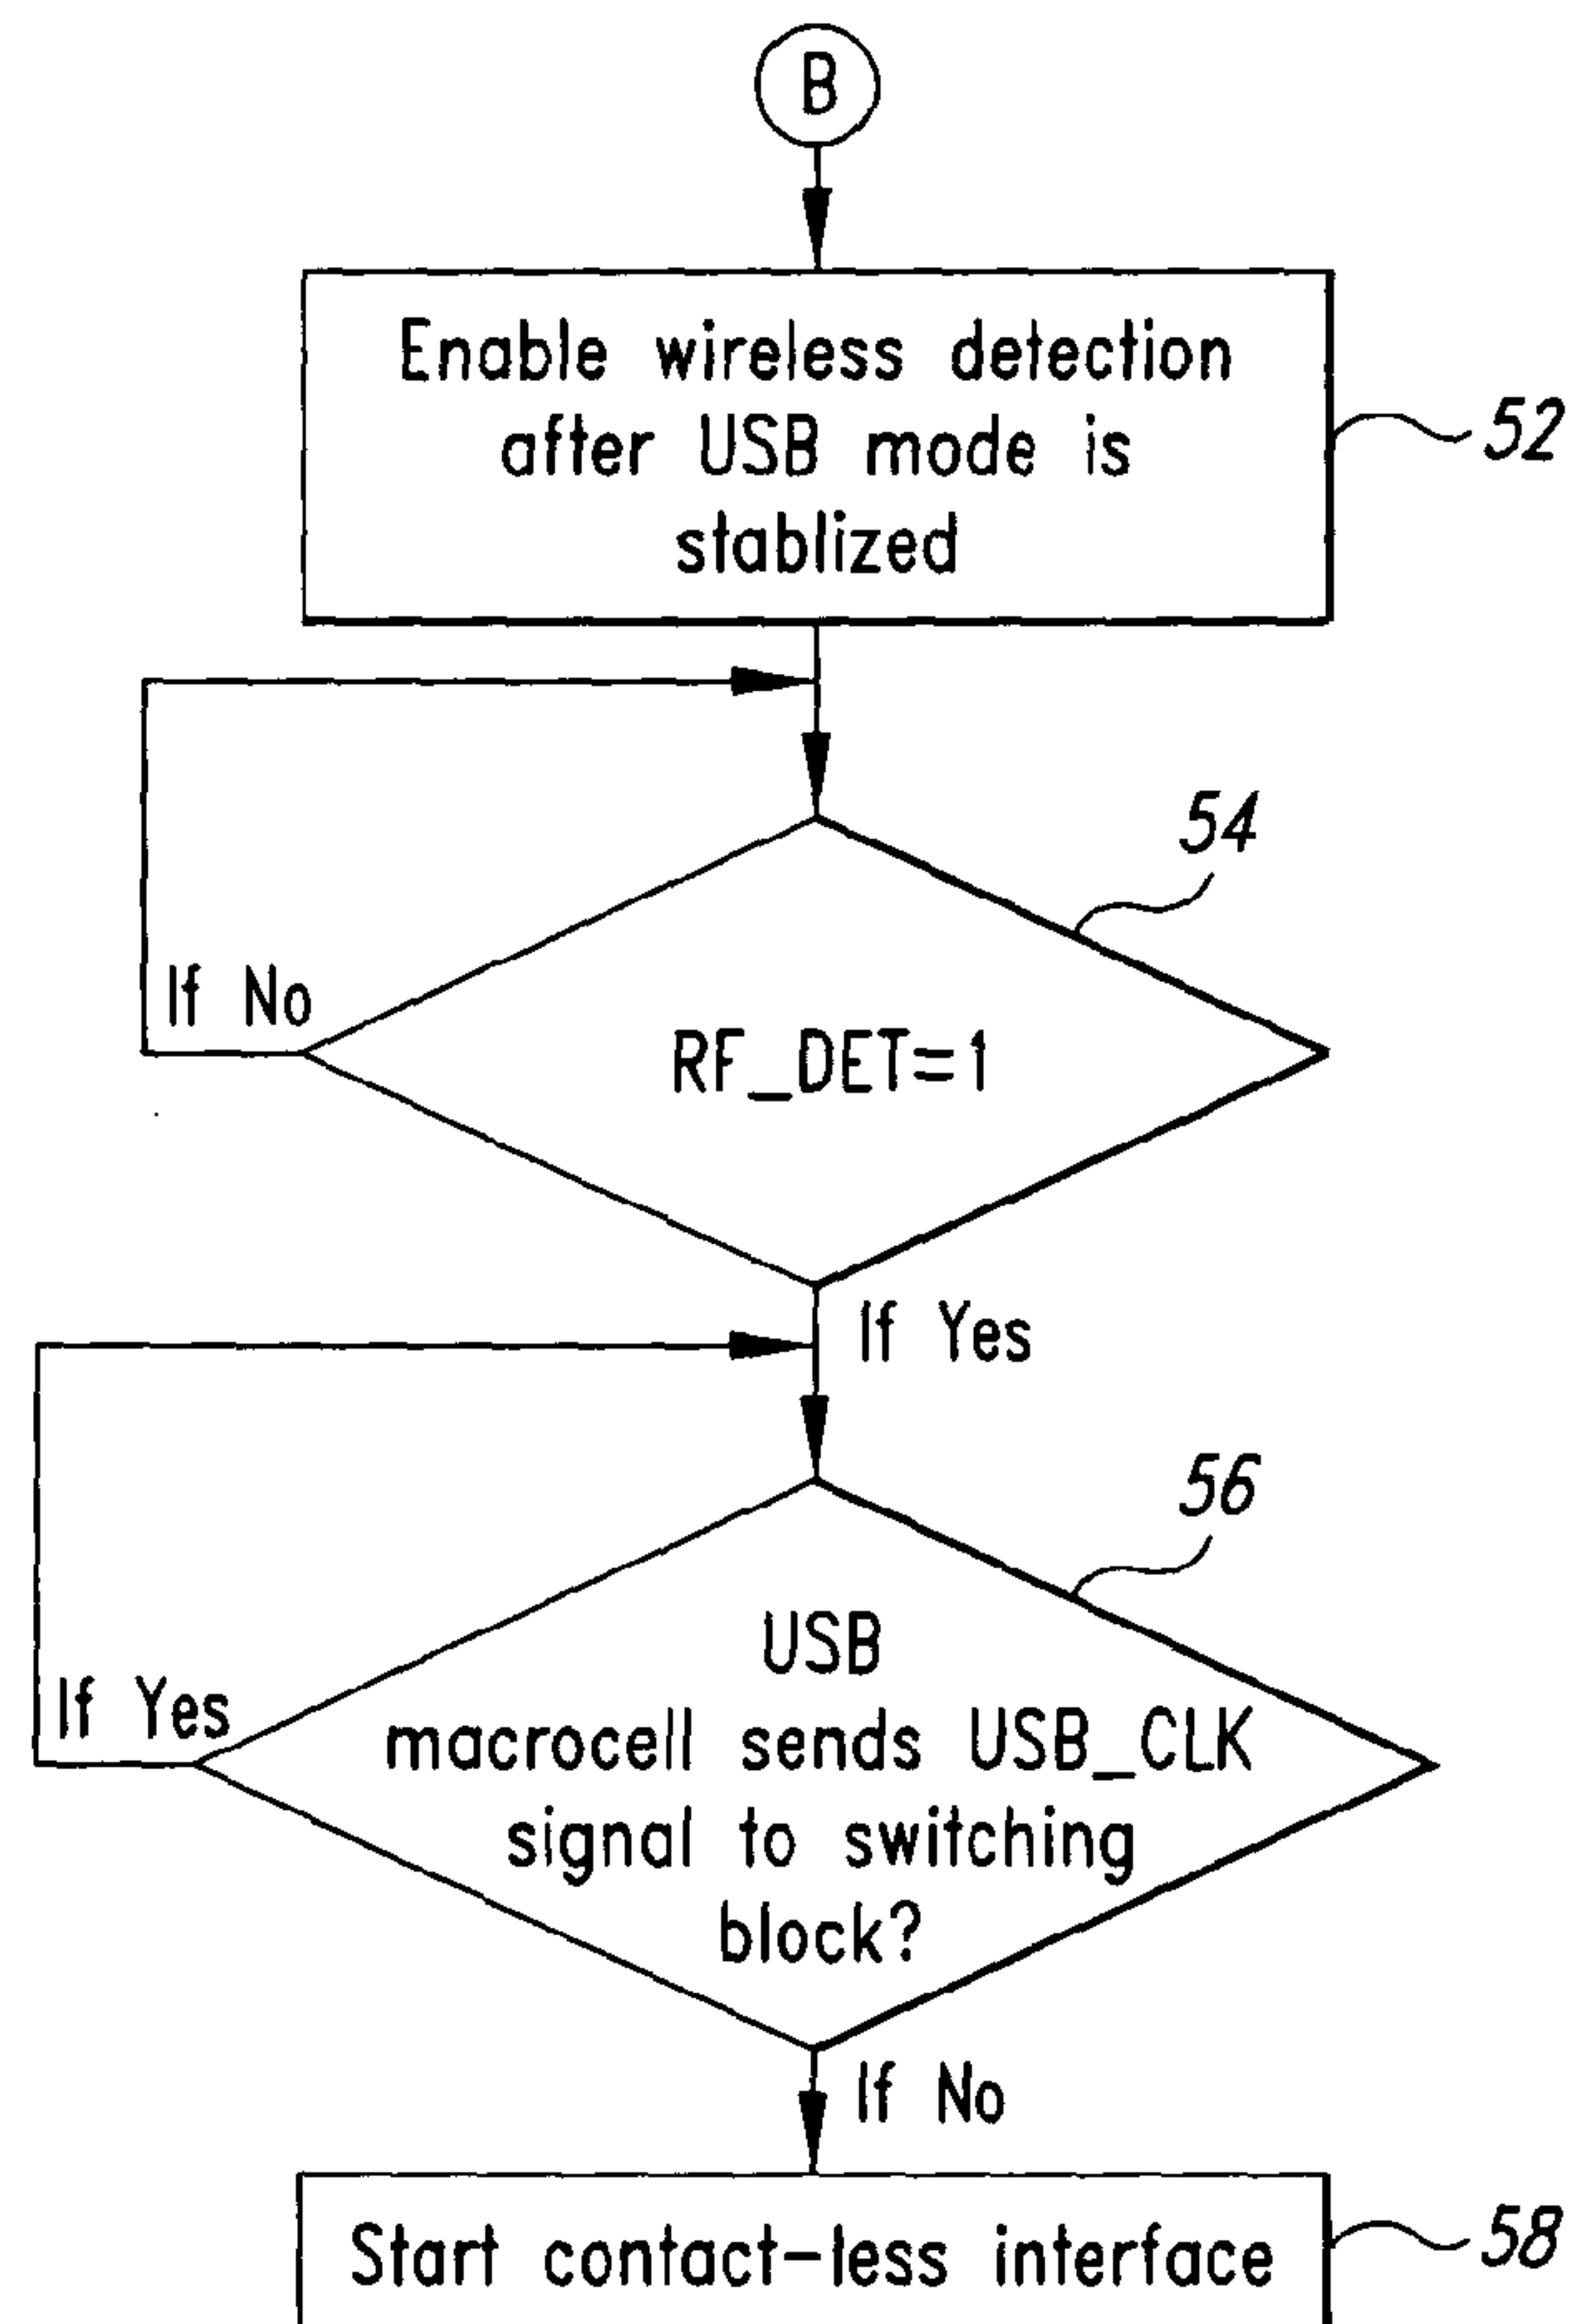 B
Enable wireless detection
after USB mode is
stablized
52
54
If No
RF_DET=1
If Yes
56
USB
If Yes
macrocell sends USB_CLK
signal to switching
block?
If No
Start contact-less interface
58